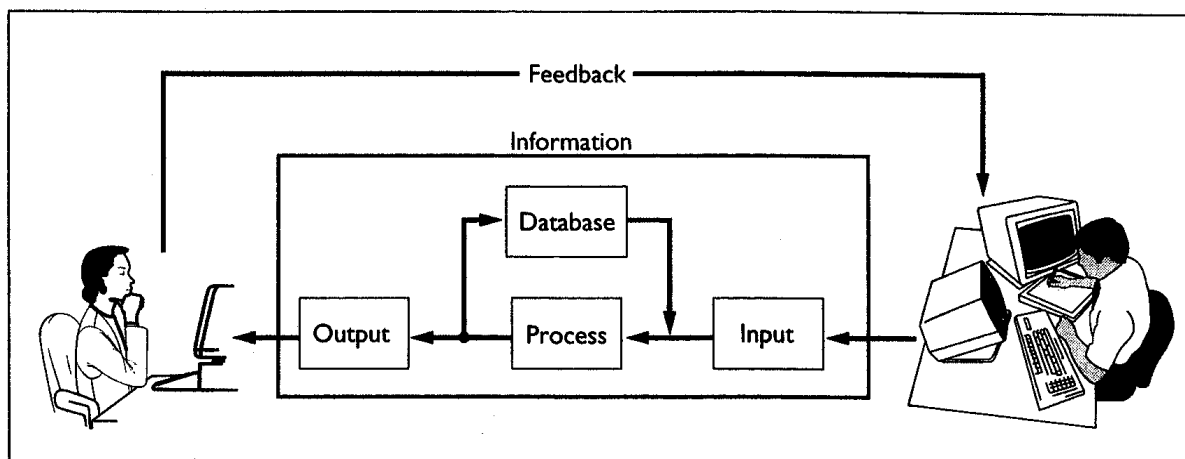 Feedback
Information
Database
Output
Process
Input